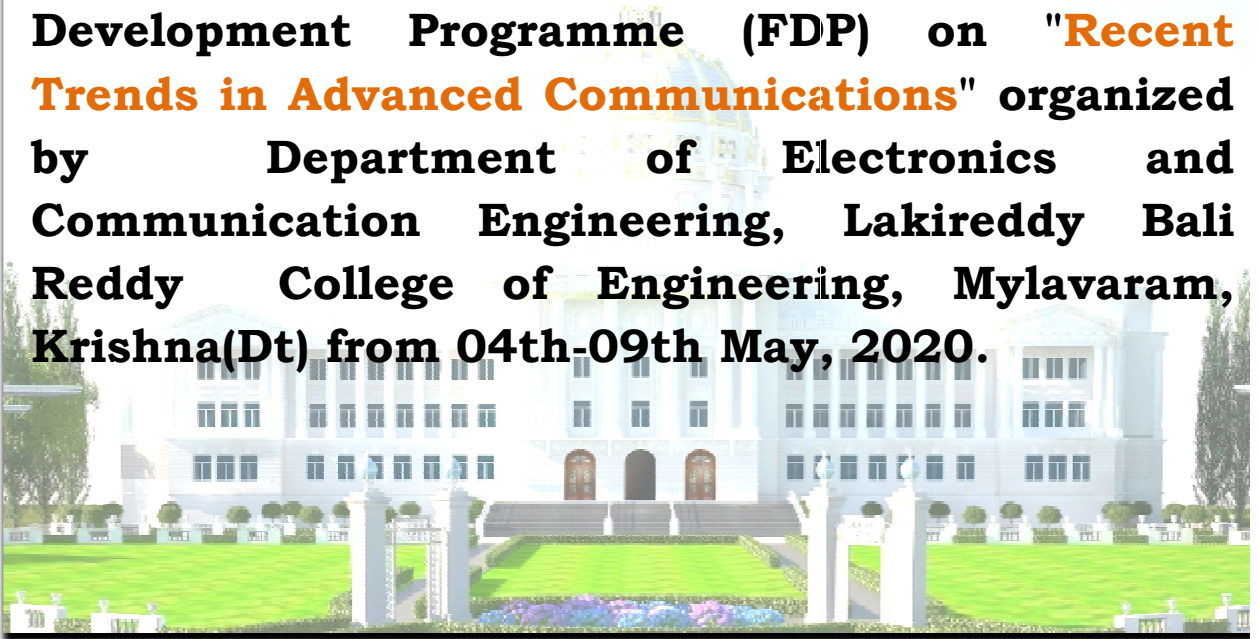 Development Programme (FDP) on "Recent
Trends in Advanced Communications" organized
by Department of Electronics and
Communication Engineering, Lakireddy Bali
Reddy College of Engineering, Mylavaram,
Krishna(Dt) from 04th-09th May, 2020.